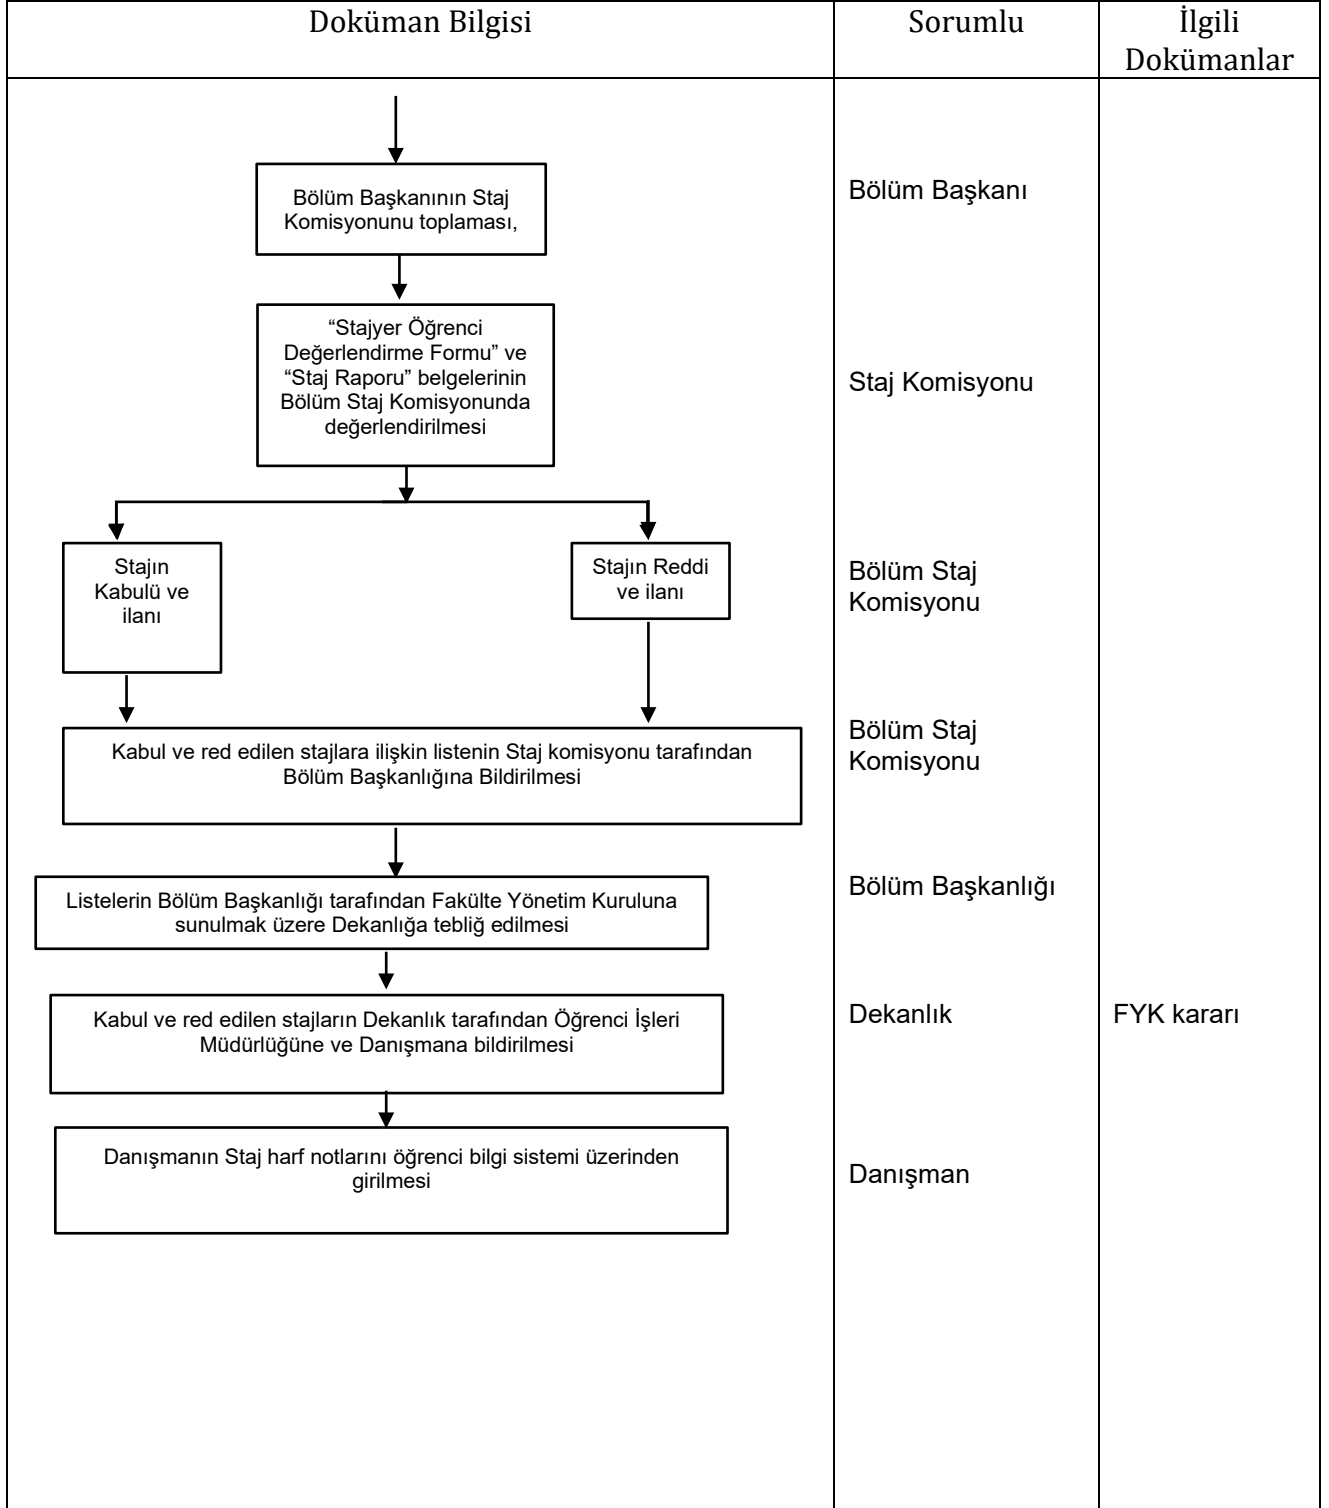 Doküman Bilgisi
Sorumlu
İlgili
Dokümanlar
Bölüm Başkanının Staj
Komisyonunu toplaması,
Bölüm Başkanı
“Stajyer Öğrenci
Değerlendirme Formu” ve
“Staj Raporu” belgelerinin
Bölüm Staj Komisyonunda
değerlendirilmesi
Staj Komisyonu
Stajın
Kabulü ve
ilanı
Stajın Reddi
ve ilanı
Bölüm Staj
Komisyonu
Kabul ve red edilen stajlara ilişkin listenin Staj komisyonu tarafından
Bölüm Başkanlığına Bildirilmesi
Bölüm Staj
Komisyonu
Listelerin Bölüm Başkanlığı tarafından Fakülte Yönetim Kuruluna
sunulmak üzere Dekanlığa tebliğ edilmesi
Bölüm Başkanlığı
Kabul ve red edilen stajların Dekanlık tarafından Öğrenci İşleri
Müdürlüğüne ve Danışmana bildirilmesi
Dekanlık
FYK kararı
Danışmanın Staj harf notlarını öğrenci bilgi sistemi üzerinden
girilmesi
Danışman